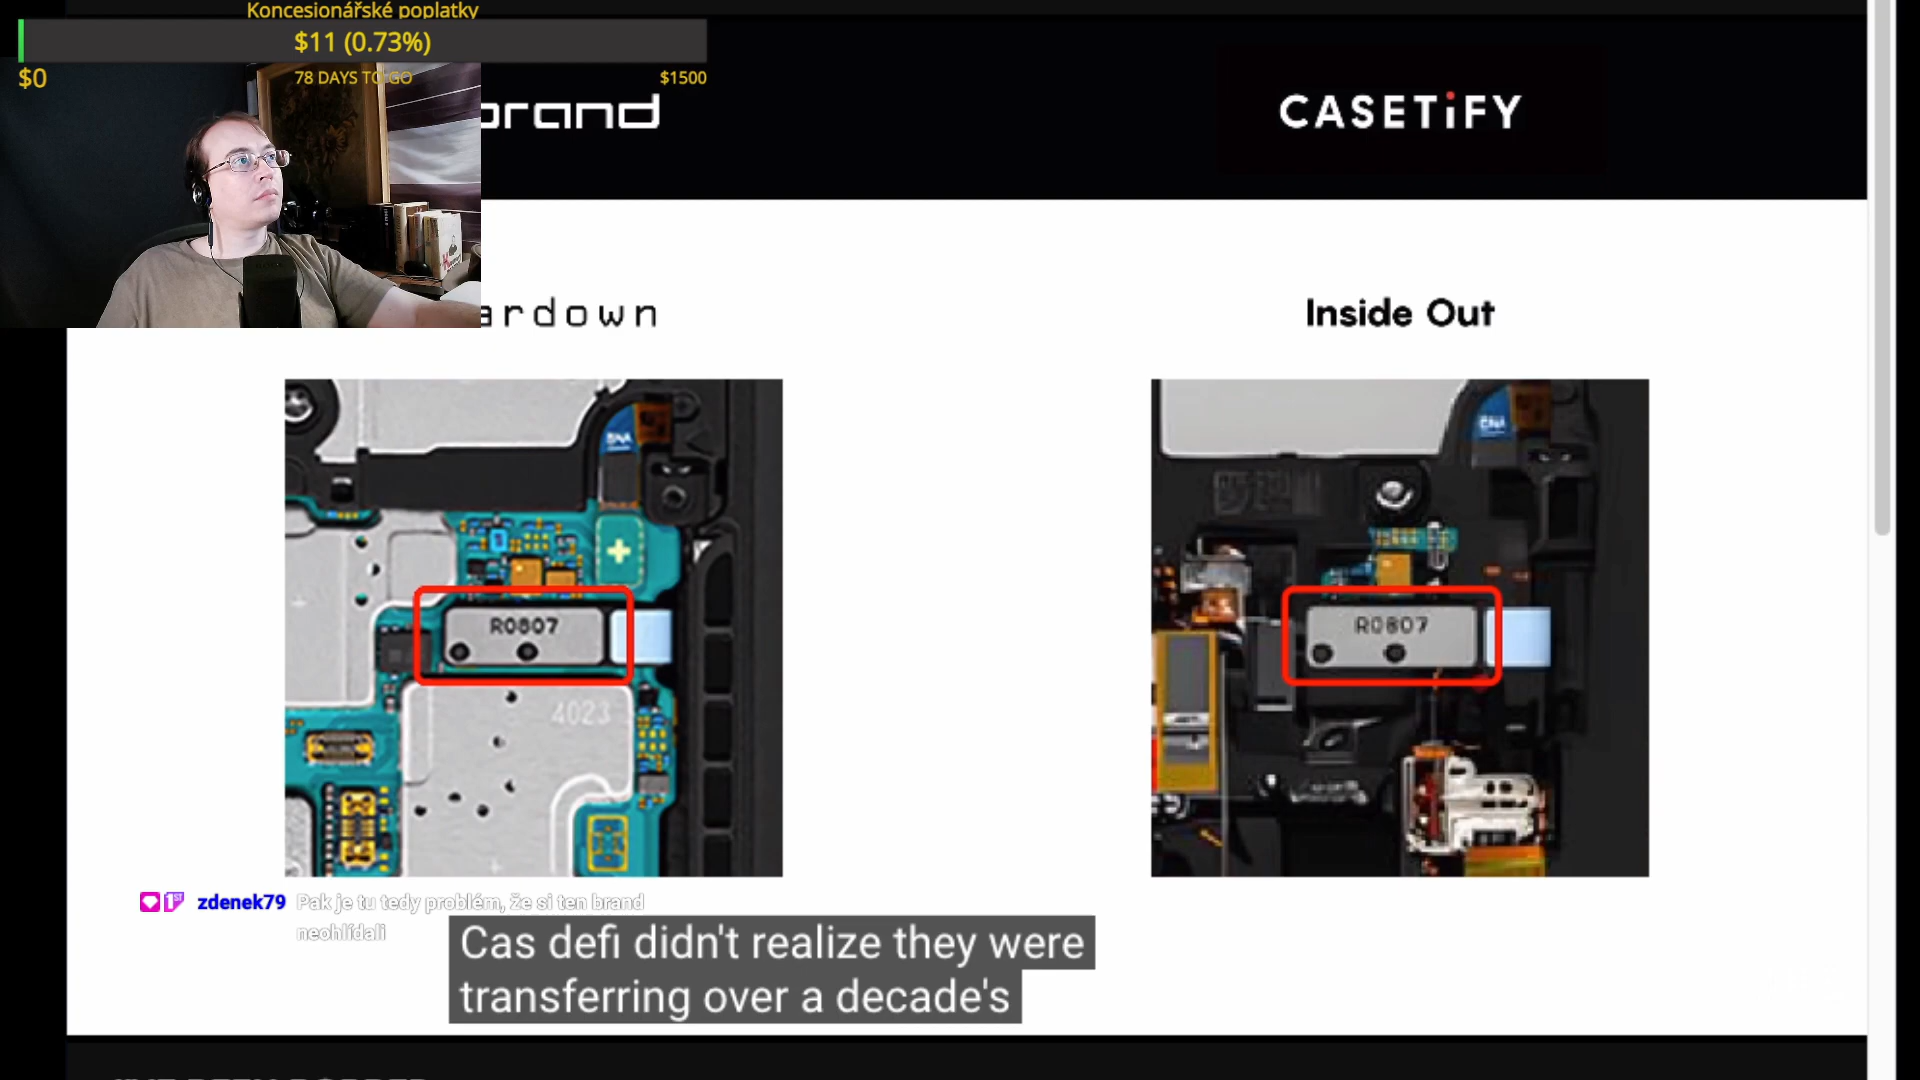 Koncesionářské poplatky
$11 (0.73%)
$0
78 DAYS TO GO
$1500
brand
CASETiFY
ardown
Inside Out
R0807
4023
R0807
zdenek79 Pak je tu tedy problém, že si ten brand
neohlídali
Cas defi didn't realize they were
transferring over a decade's